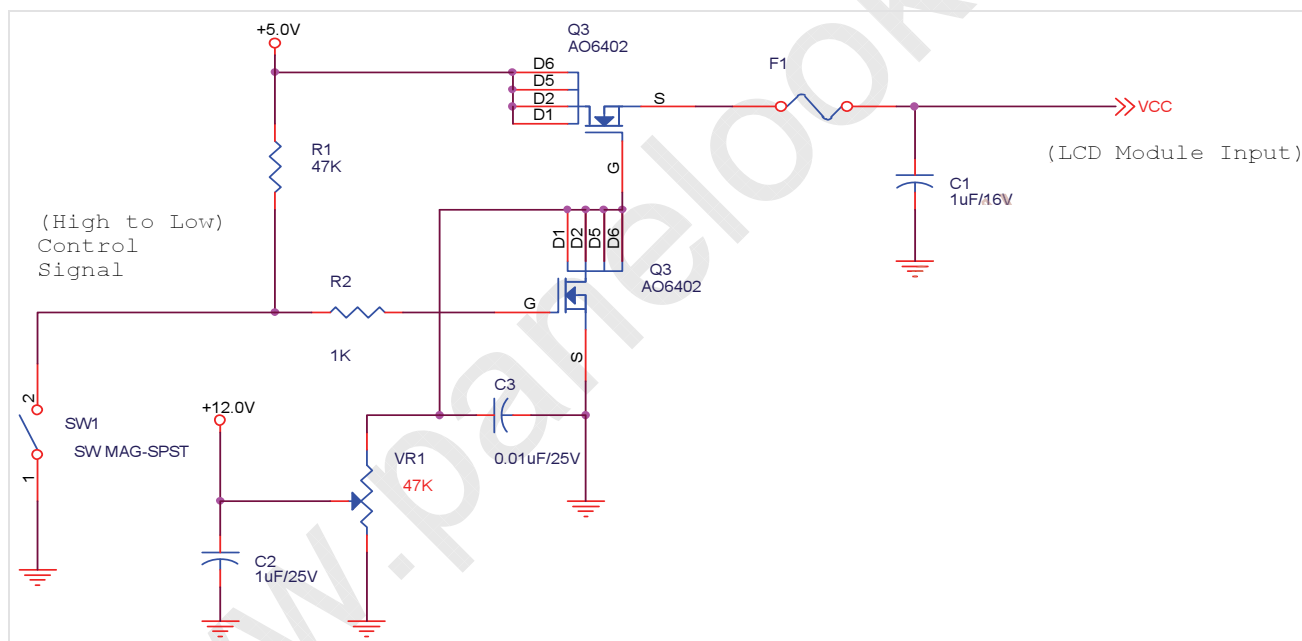 +5.0V
Q3
AO6402
D6
D5
D2
D1
S
G
F1
VCC
(LCD Module Input)
C1
1uF/16V
R1
47K
(High to Low)
Control
Signal
R2
1K
D1
D2
D5
D6
Q3
AO6402
G
S
C3
0.01uF/25V
+12.0V
2
SW1
SW MAG-SPST
1
VR1
47K
C2
1uF/25V
w.panelook